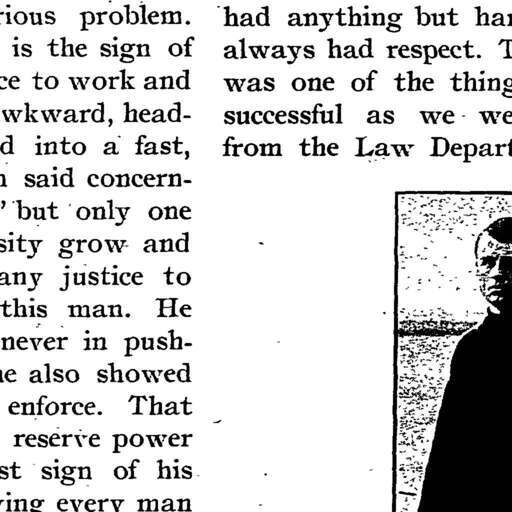 rious problem.
is the sign of
ce to work and
wkward, head-
d into a fast,
n said concern-
" but only one
sity grow and
any justice to
this man. He
never in push-
he also showed
enforce. That
reserve power
st sign of his
ving every man
had anything but har
always had respect. T
was one of the thing
successful as we we
from the Law Depart